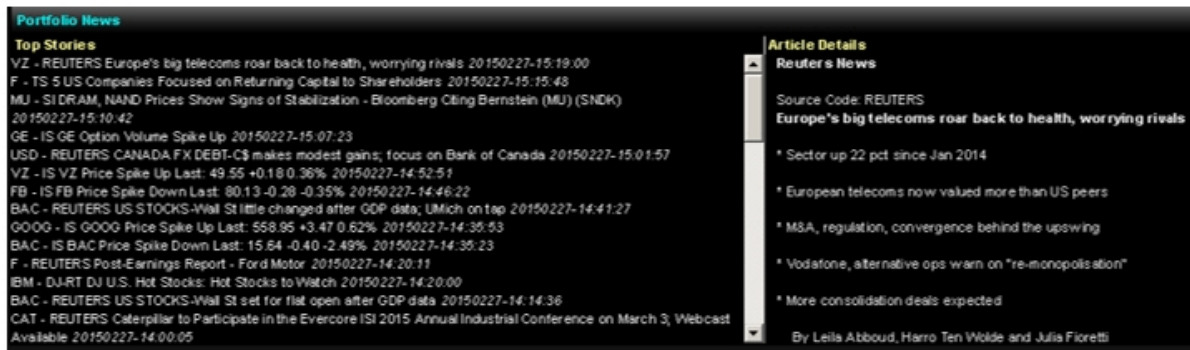 Portfolio News
Top Stories
VZ - REUTERS Europe's big telecoms roar back to health, worrying rivals 20150227-15:19:00
F - TS 5 US Companies Focused on Returning Capital to Shareholders 20150227-15:15:48
MU - SI DRAM, NAND Prices Show Signs of Stabilization - Bloomberg Citing Bernstein (MU) (SNDK)
20150227-15:10:42
GE - IS GE Option Volume Spike Up 20150227-15:07:23
USD - REUTERS CANADA FX DEBT-C$ makes modest gains; focus on Bank of Canada 20150227-15:01:57
VZ - IS VZ Price Spike Up Last: 49.55 +0.18 0.36% 20150227-14:52:51
FB - IS FB Price Spike Down Last: 80.13 -0.28 -0.35% 20150227-14:46:22
BAC - REUTERS US STOCKS-Wall St little changed after GDP data; UMich on tap 20150227-14:41:27
GOOG - IS GOOG Price Spike Up Last: 558.95 +3.47 0.62% 20150227-14:35:53
BAC - IS BAC Price Spike Down Last: 15.64 -0.40 -2.49% 20150227-14:35:23
F - REUTERS Post-Earnings Report - Ford Motor 20150227-14:20:11
IBM - DJ-RT DJ U.S. Hot Stocks: Hot Stocks to Watch 20150227-14:20:00
BAC - REUTERS US STOCKS-Wall St set for flat open after GDP data 20150227-14:14:36
CAT - REUTERS Caterpillar to Participate in the Evercore ISI 2015 Annual Industrial Conference on March 3; Webcast
Available 20150227-14:00:05
Article Details
Reuters News
Source Code: REUTERS
Europe's big telecoms roar back to health, worrying rivals
* Sector up 22 pct since Jan 2014
* European telecoms now valued more than US peers
* M&A, regulation, convergence behind the upswing
* Vodafone, alternative ops warn on "re-monopolisation"
* More consolidation deals expected
By Leila Abboud, Harro Ten Wolde and Julia Fioretti